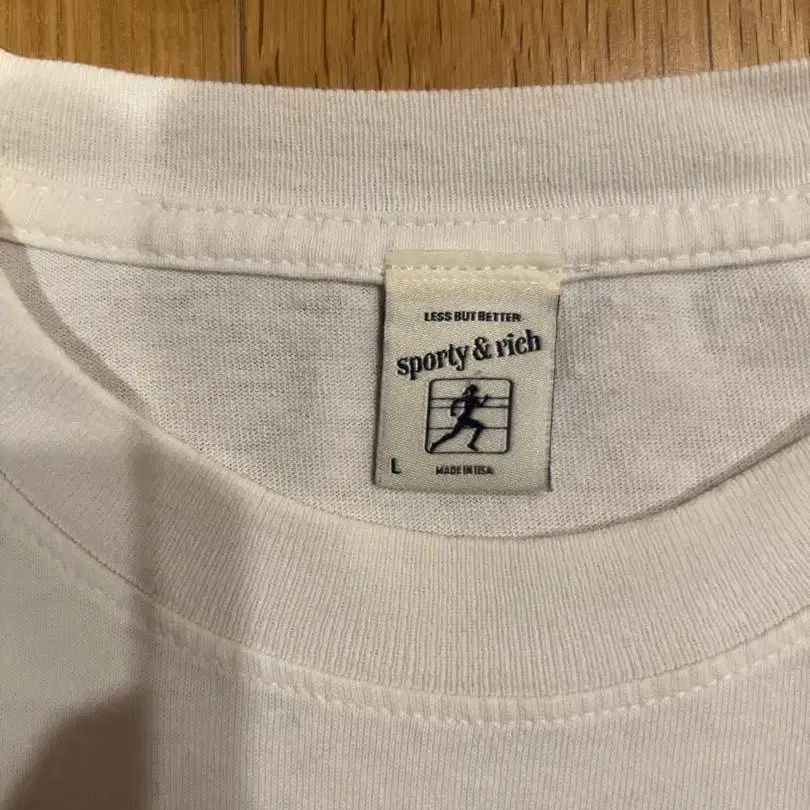 LESS BUT BETTER
sporty & rich
L
MADE IN USA